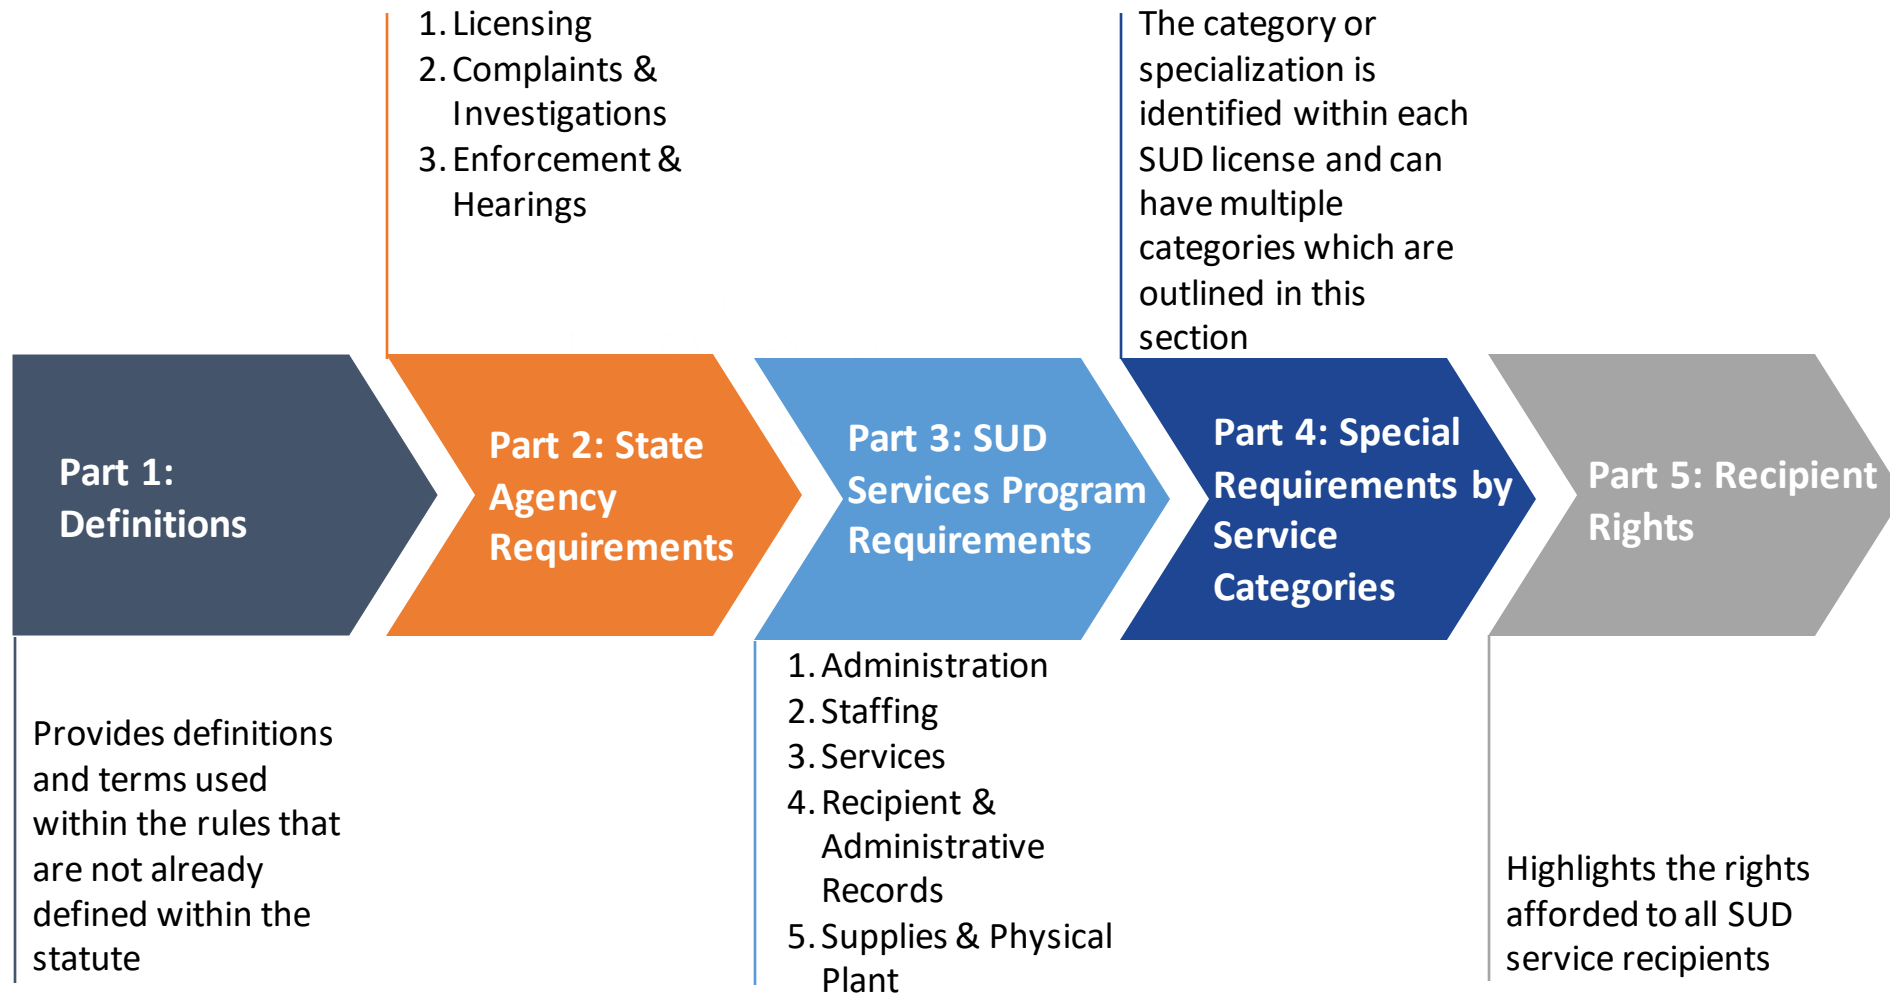 1. Licensing
2. Complaints &
Investigations
3. Enforcement &
Hearings
The category or
specialization is
identified within each
SUD license and can
have multiple
categories which are
outlined in this
section
Part 1:
Definitions
Part 2: State
Agency
Requirements
Part 3: SUD
Services Program
Requirements
Part 4: Special
Requirements by
Service
Categories
Part 5: Recipient
Rights
Provides definitions
and terms used
within the rules that
are not already
defined within the
statute
1. Administration
2. Staffing
3. Services
4. Recipient &
Administrative
Records
5. Supplies & Physical
Plant
Highlights the rights
afforded to all SUD
service recipients